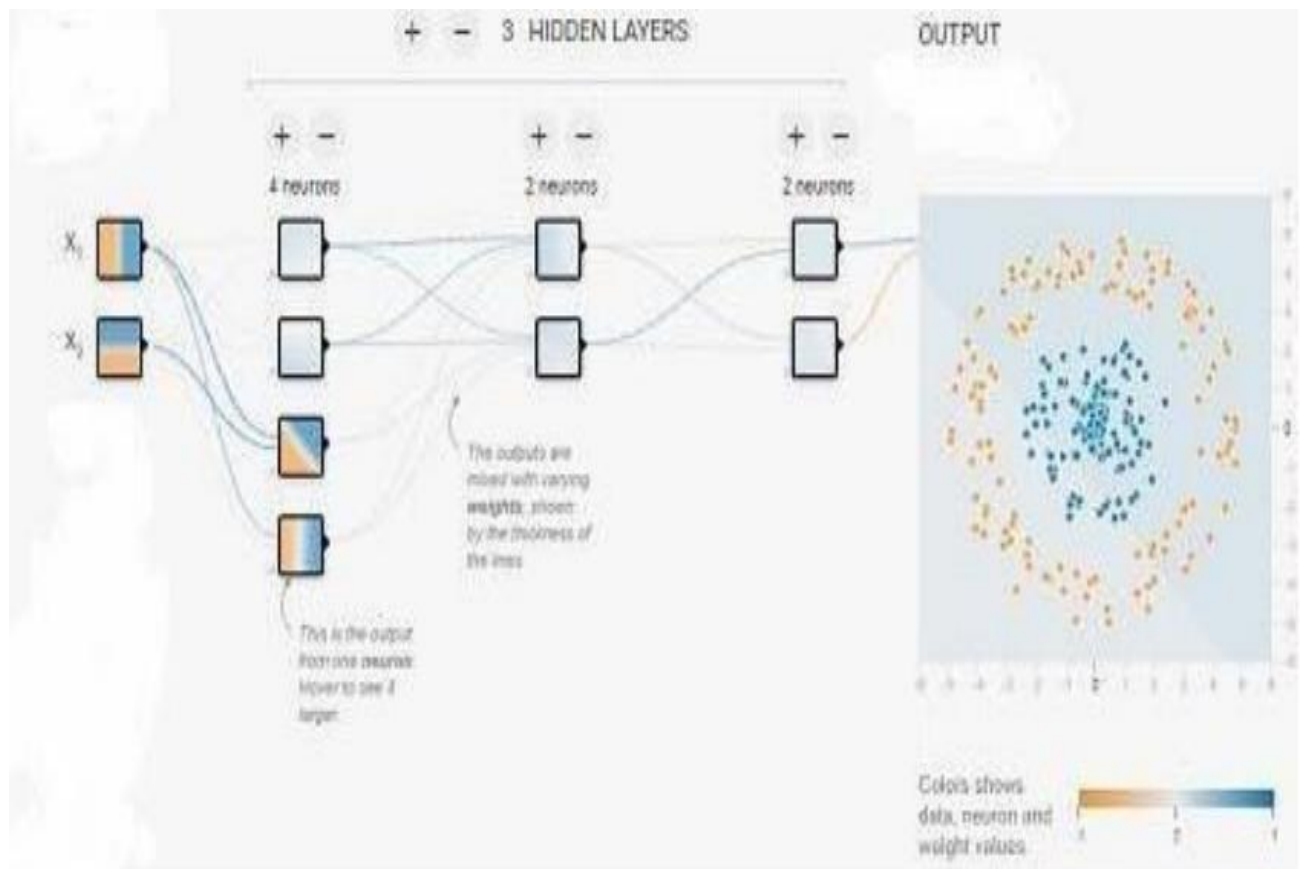 + − 3 HIDDEN LAYERS
OUTPUT
+ − + − + −
4 neurons 2 neurons 2 neurons
X₁
X₂
The outputs are
mixed with varying
weights, shown
by the thickness of
the lines
This is the output
from one neuron
Hover to see it
larger
Colors shows
data, neuron and
weight values